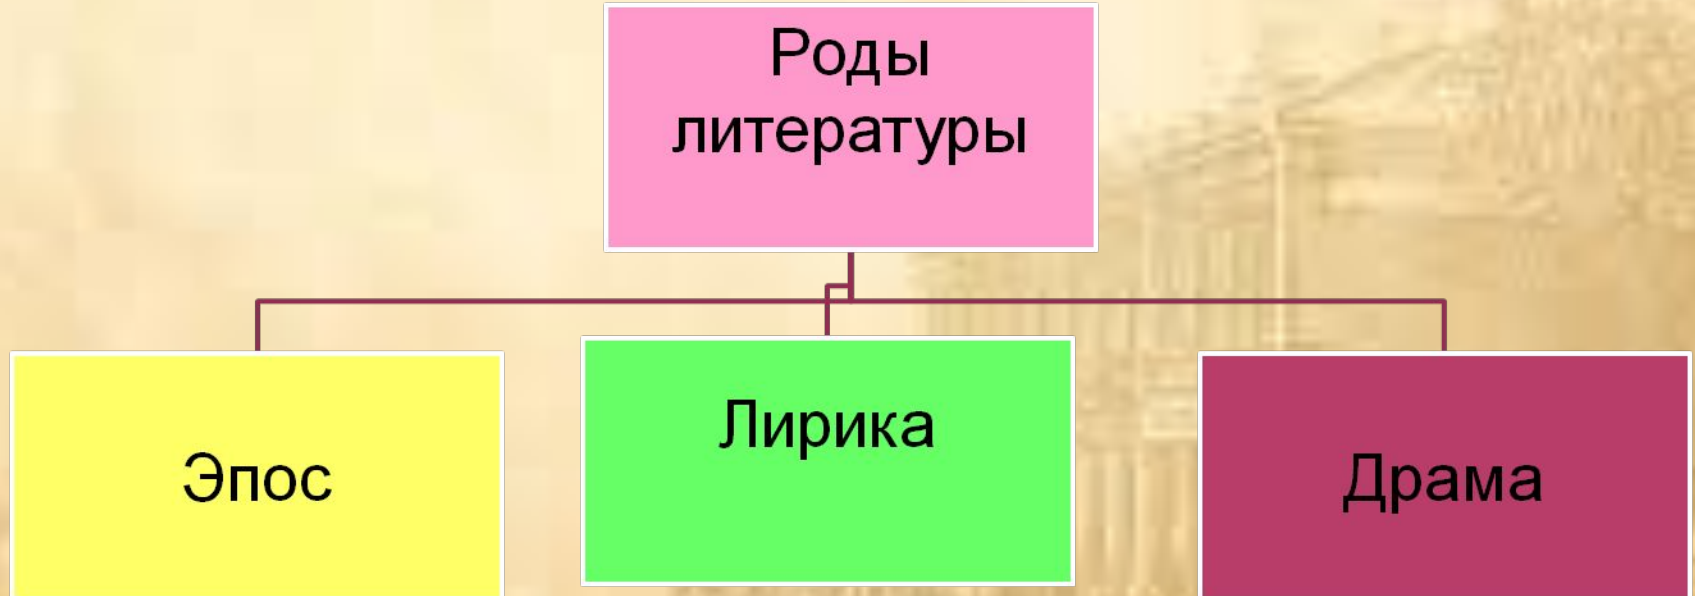 Роды
литературы
Эпос
Лирика
Драма